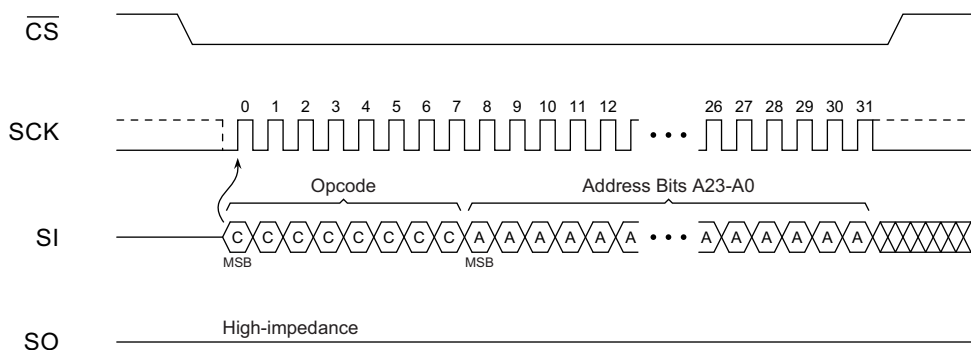 CS
SCK
0 1 2 3 4 5 6 7 8 9 10 11 12 26 27 28 29 30 31
Opcode Address Bits A23-A0
SI
C C C C C C C C A A A A A A A A A A A A
MSB MSB
SO
High-impedance